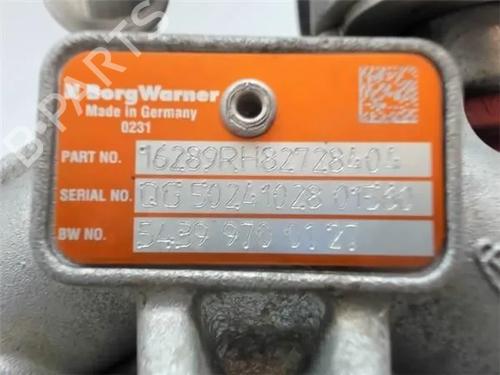 BorgWarner
Made in Germany
0231
PART NO. 16289RH82728404
SERIAL NO. QG 50241028 01580
BW NO. 5439 970 0127
B-PARTS